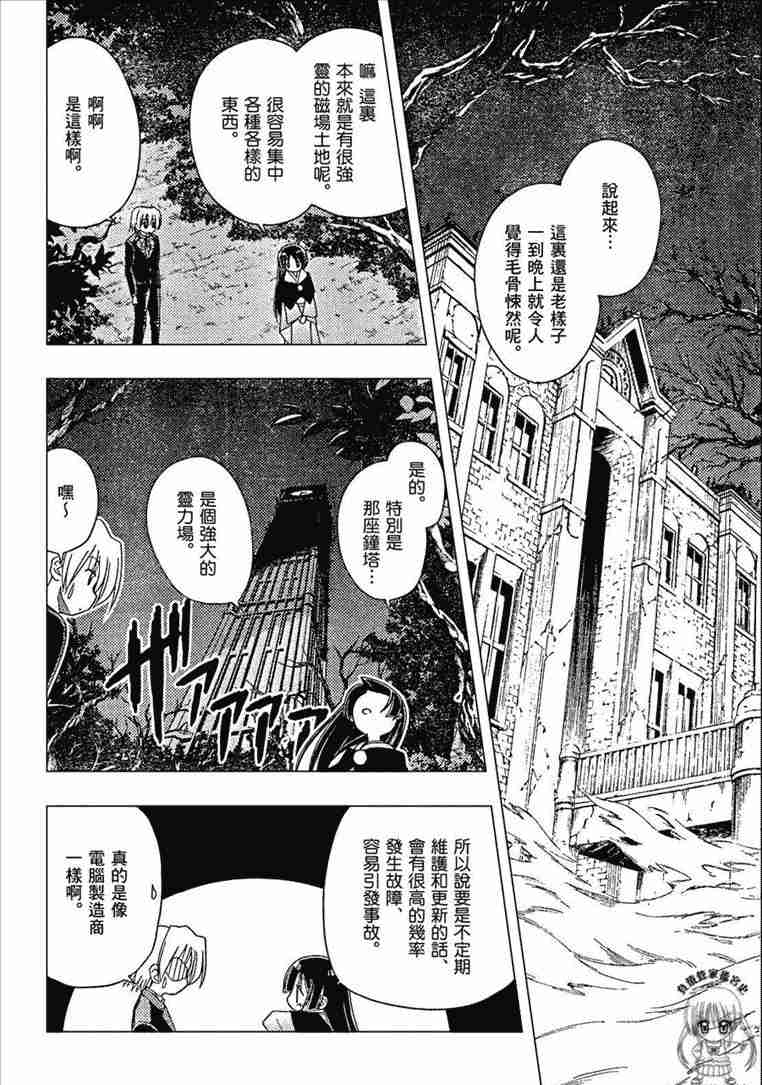 說起來…
這裏還是老樣子
一到晚上就令人
覺得毛骨悚然呢。
嘛 這裏
本來就是有很強
靈的磁場土地呢。
很容易集中
各種各樣的
東西。
啊啊
是這樣啊。
是的。
特別是
那座鐘塔…
是個強大的
靈力場。
嘿～
ザァァァァ
所以說要是不定期
維護和更新的話、
會有很高的幾率
發生故障、
容易引發事故。
真的是像
電腦製造商
一樣啊。